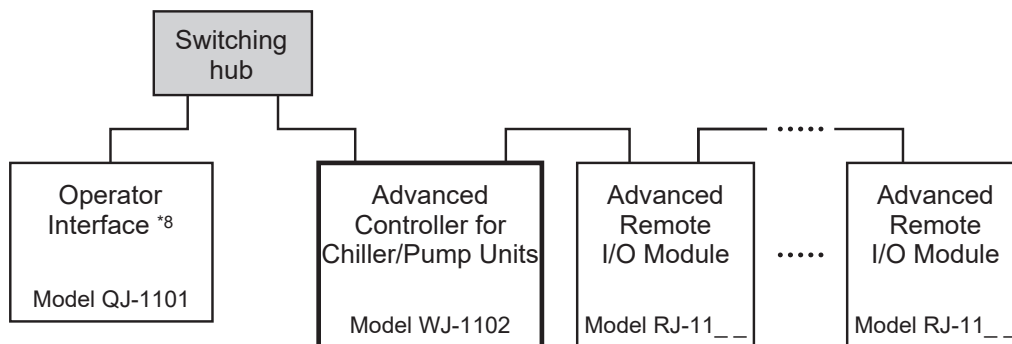 Switching
hub
Operator
Interface *8
Model QJ-1101
Advanced
Controller for
Chiller/Pump Units
Model WJ-1102
Advanced
Remote
I/O Module
Model RJ-11_ _
.....
.....
Advanced
Remote
I/O Module
Model RJ-11_ _